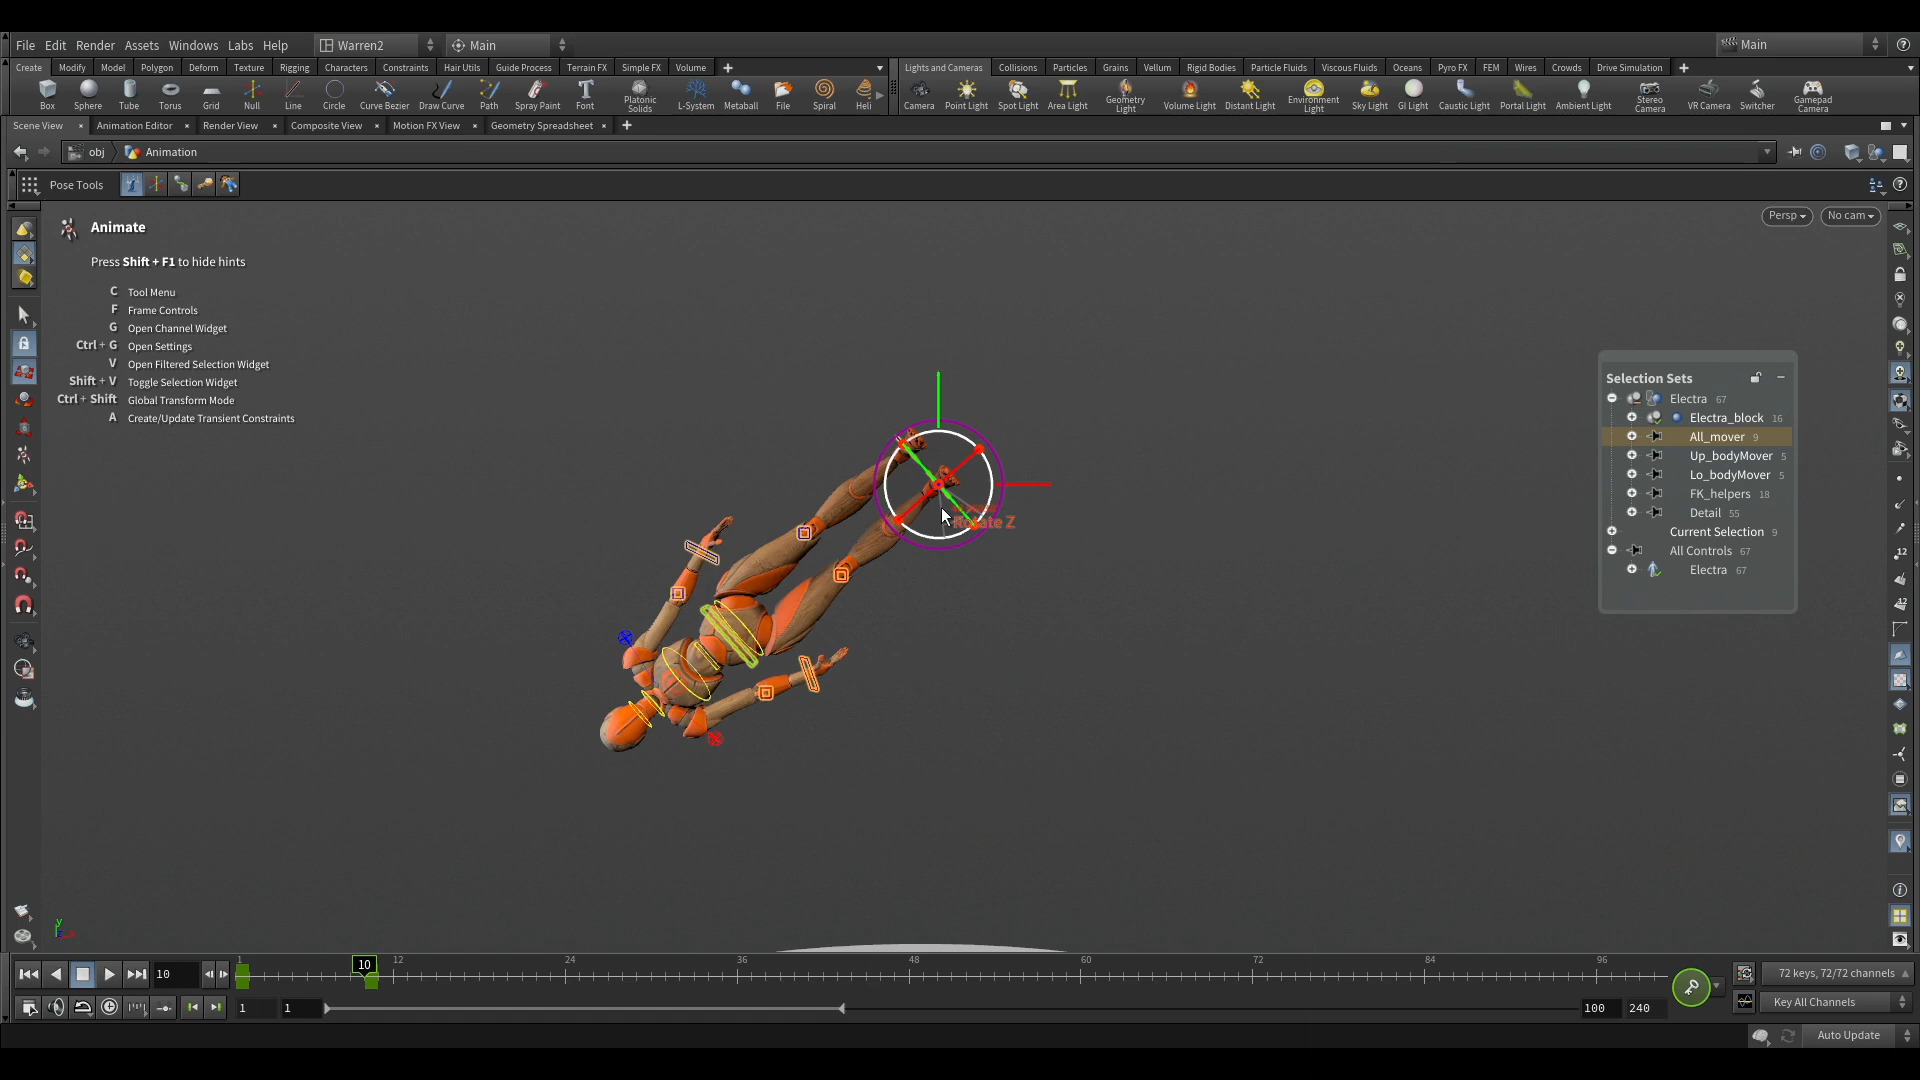 File Edit Render Assets Windows Labs Help Warren2 Main Main
Create Modify Model Polygon Deform Texture Rigging Characters Constraints Hair Utils Guide Process Terrain FX Simple FX Volume Lights and Cameras Collisions Particles Grains Vellum Rigid Bodies Particle Fluids Viscous Fluids Oceans Pyro FX FEM Wires Crowds Drive Simulation
Box Sphere Tube Torus Grid Null Line Circle Curve Bezier Draw Curve Path Spray Paint Font Platonic Solids L-System Metaball File Spiral Heli Camera Point Light Spot Light Area Light Geometry Light Volume Light Distant Light Environment Light Sky Light GI Light Caustic Light Portal Light Ambient Light Stereo Camera VR Camera Switcher Gamepad Camera
Scene View Animation Editor Render View Composite View Motion FX View Geometry Spreadsheet
obj Animation
Pose Tools
Persp No cam
Animate
Press Shift + F1 to hide hints
C Tool Menu
F Frame Controls
G Open Channel Widget
Ctrl + G Open Settings
V Open Filtered Selection Widget
Shift + V Toggle Selection Widget
Ctrl + Shift Global Transform Mode
A Create/Update Transient Constraints
Selection Sets
Electra 67
Electra_block 16
All_mover 9
Up_bodyMover 5
Lo_bodyMover 5
FK_helpers 18
Detail 55
Current Selection 9
All Controls 67
Electra 67
Rotate Z
12
12
y
1 10 12 24 36 48 60 72 84 96
10 72 keys, 72/72 channels
1 1 100 240 Key All Channels
Auto Update